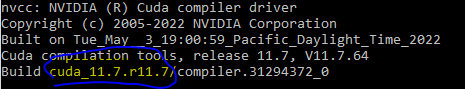 nvcc: NVIDIA (R) Cuda compiler driver
Copyright (c) 2005-2022 NVIDIA Corporation
Built on Tue_May__3_19:00:59_Pacific_Daylight_Time_2022
Cuda compilation tools, release 11.7, V11.7.64
Build cuda_11.7.r11.7/compiler.31294372_0